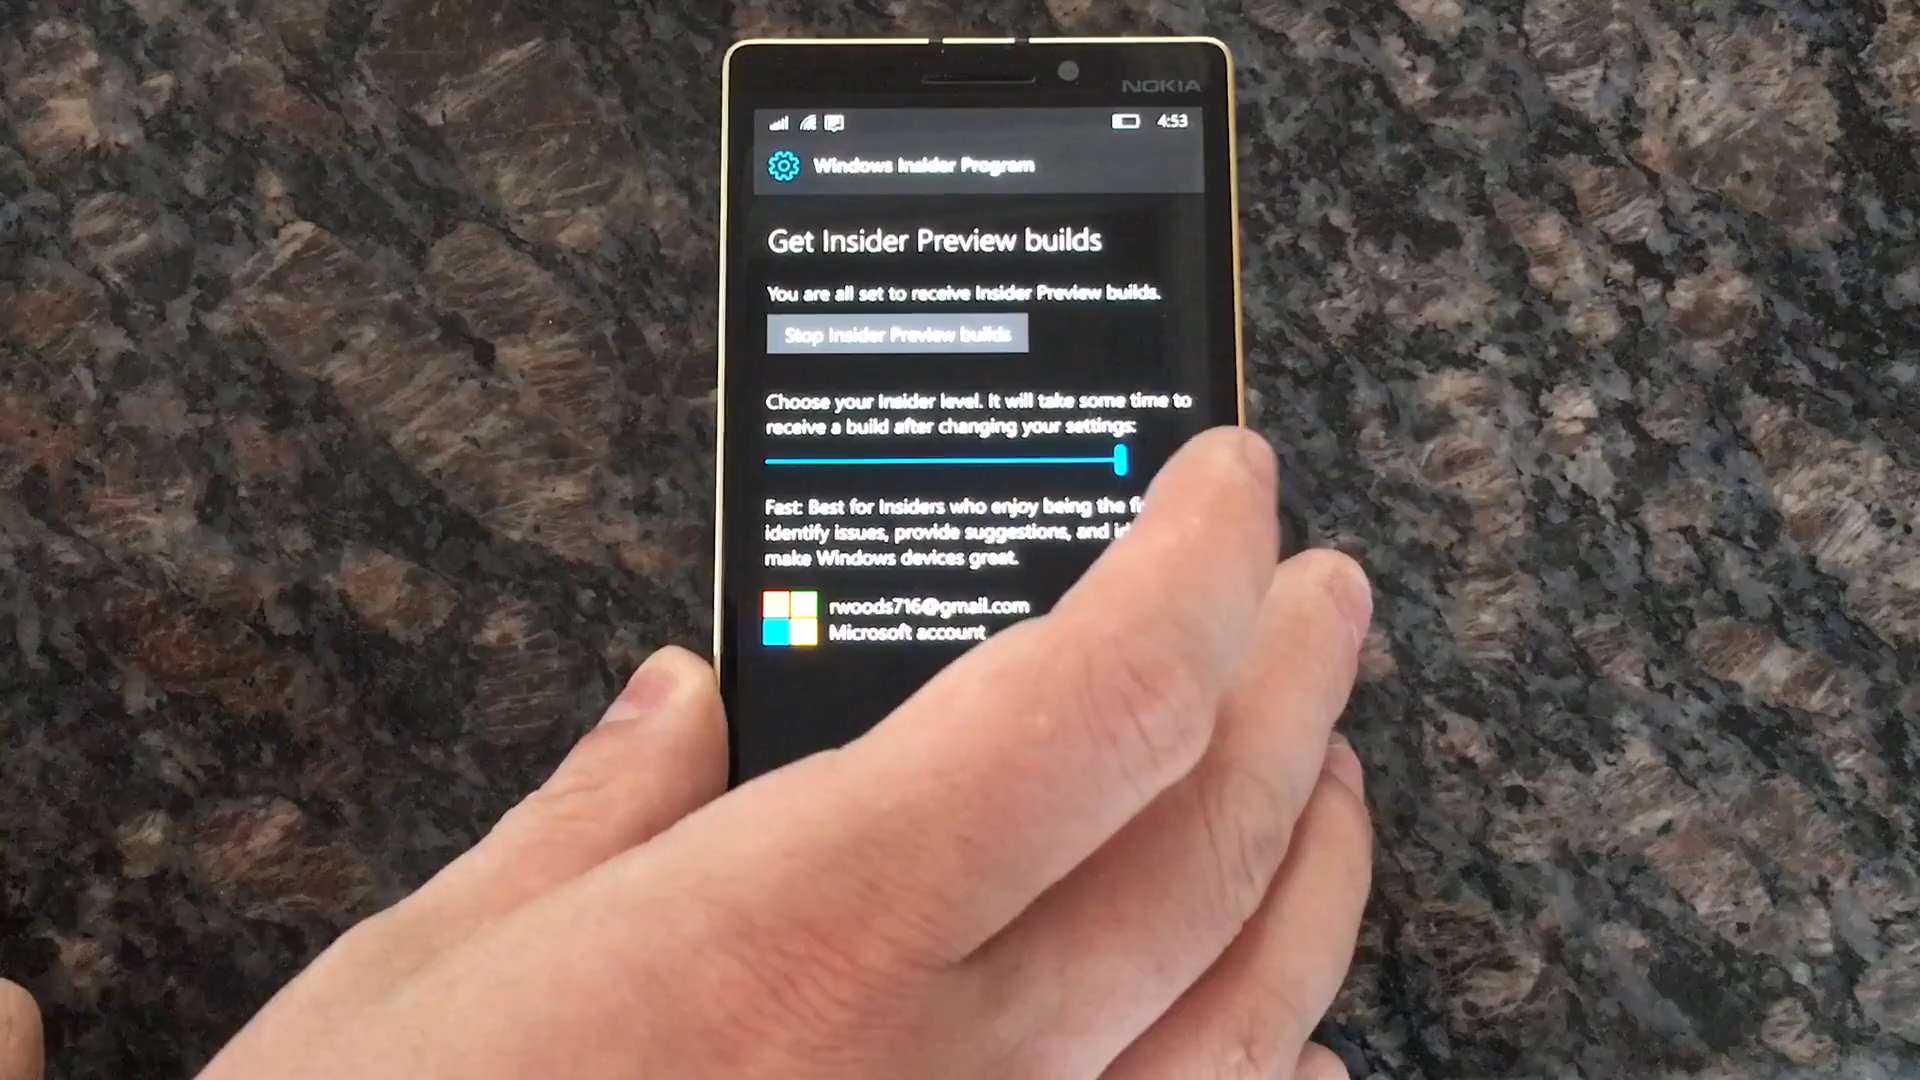 NOKIA
4:53
Windows Insider Program
Get Insider Preview builds
You are all set to receive Insider Preview builds.
Stop Insider Preview builds
Choose your Insider level. It will take some time to
receive a build after changing your settings:
Fast: Best for Insiders who enjoy being the
identify issues, provide suggestions, and
make Windows devices great.
rwoods716@gmail.com
Microsoft account